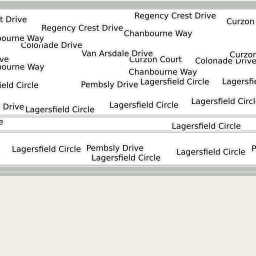 t Drive
Regency Crest Drive
Curzon
Regency Crest Drive
Chanbourne Way
ourne Way
Colonade Drive
Van Arsdale Drive
Curzon
Curzon Court
Colonade Drive
ve
ourne Way
Chanbourne Way
ield Circle
Pembsly Drive
Lagersfield Circle
Lagersfi
Drive
Lagersfield Circle
Lagersfield Circle
Lagersfield Circle
e
Lagersfield Circle
Lagersfield Circle
Pembsly Drive
Lagersfield Circle
Lagersfield Circle
P